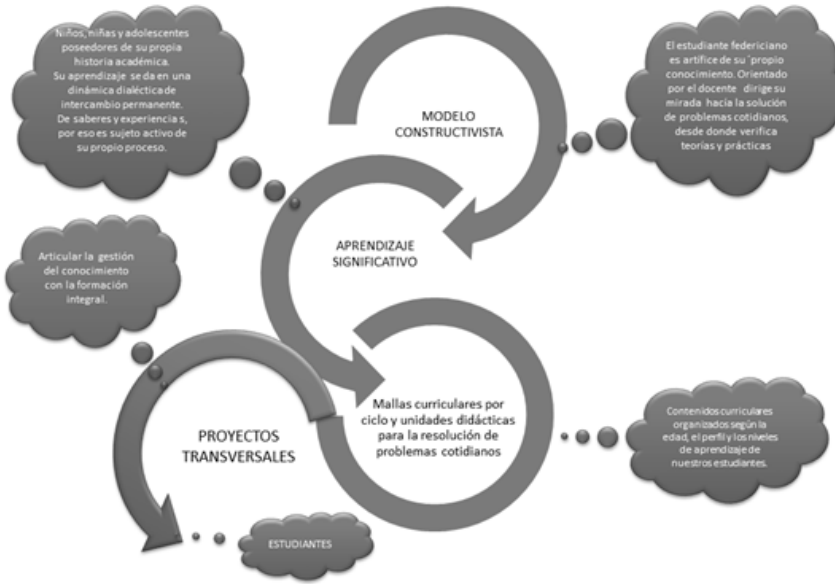 Niños, niñas y adolescentes
poseedores de su propia
historia académica.
Su aprendizaje se da en una
dinámica dialéctica de
intercambio permanente.
De saberes y experiencia s,
por eso es sujeto activo de
su propio proceso.
MODELO
CONSTRUCTIVISTA
El estudiante federiciano
es artífice de su ´propio
conocimiento. Orientado
por el docente dirige su
mirada hacia la solución
de problemas cotidianos,
desde donde verifica
teorías y prácticas
APRENDIZAJE
SIGNIFICATIVO
Articular la gestión
del conocimiento
con la formación
integral.
Mallas curriculares por
ciclo y unidades didácticas
para la resolución de
problemas cotidianos
PROYECTOS
TRANSVERSALES
Contenidos curriculares
organizados según la
edad, el perfil y los niveles
de aprendizaje de
nuestros estudiantes.
ESTUDIANTES